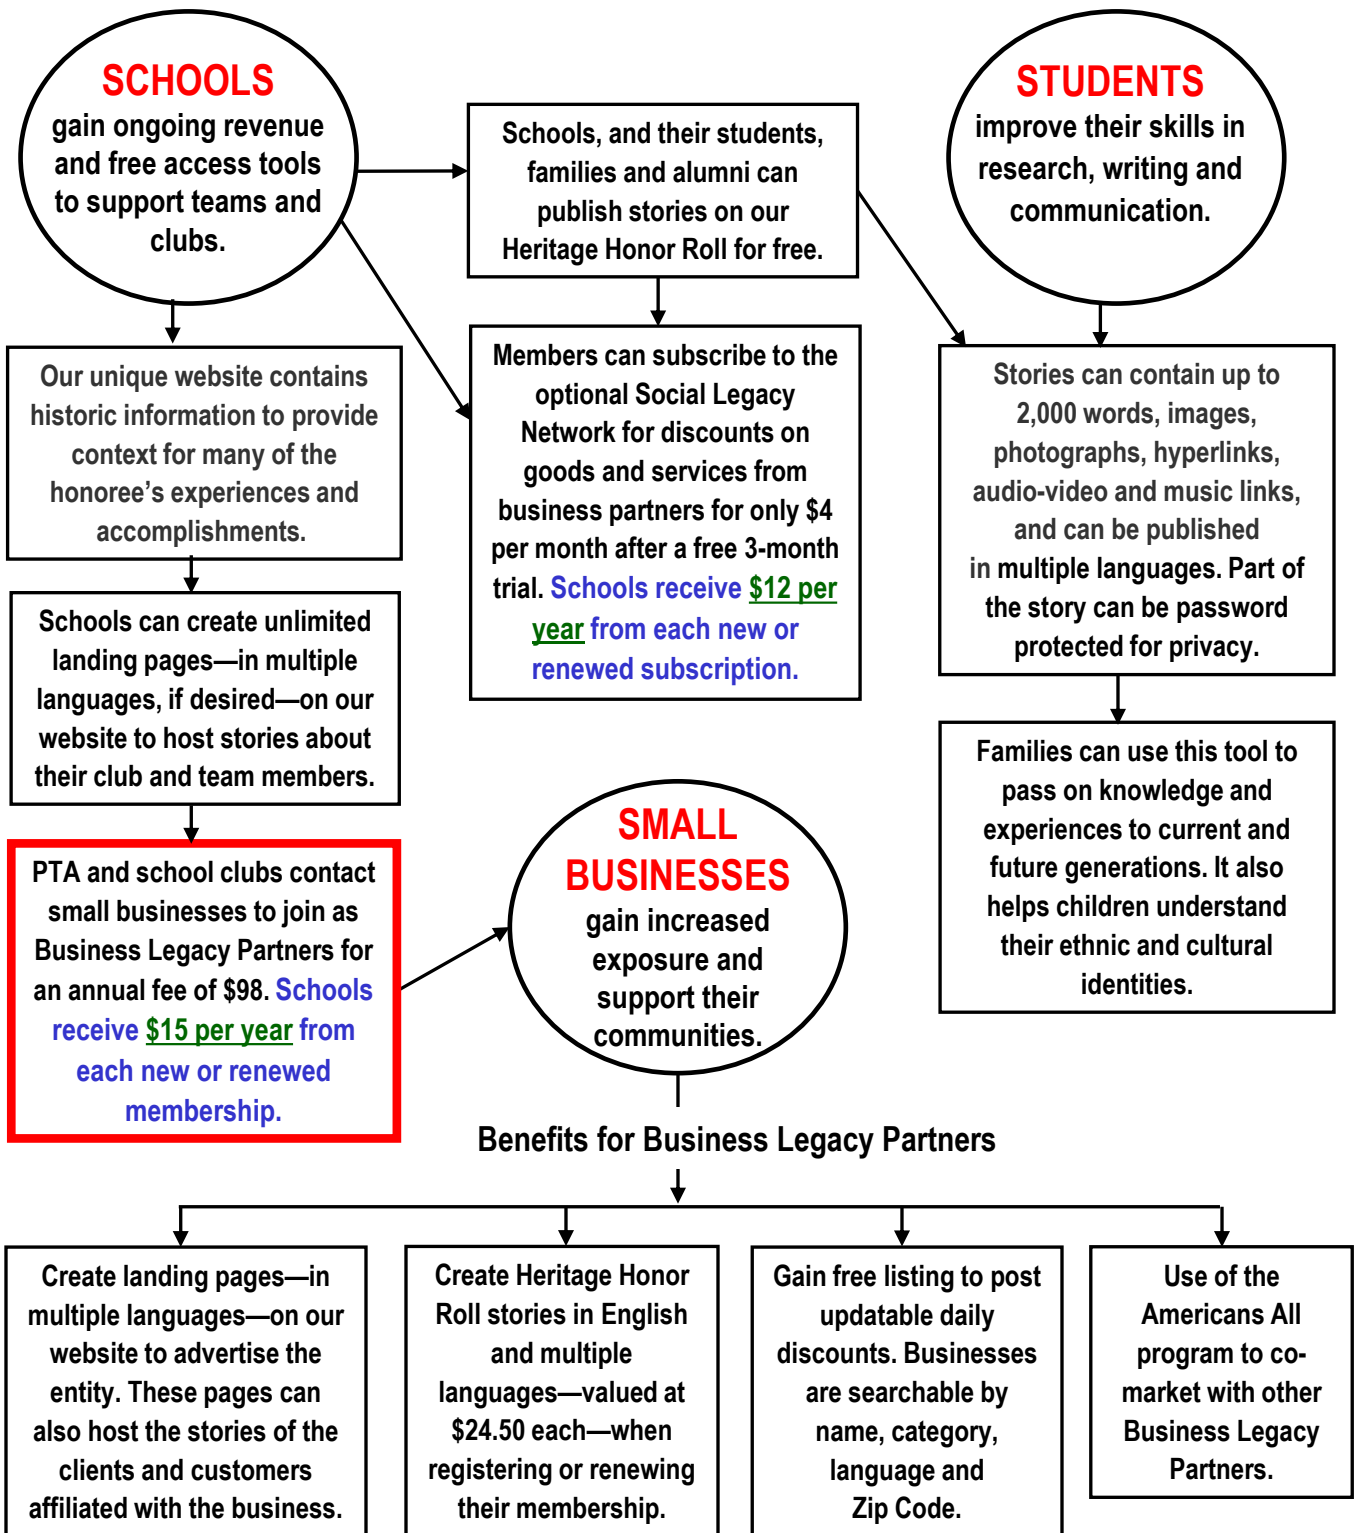 SCHOOLS
gain ongoing revenue
and free access tools
to support teams and
clubs.
Schools, and their students,
families and alumni can
publish stories on our
Heritage Honor Roll for free.
STUDENTS
improve their skills in
research, writing and
communication.
Our unique website contains
historic information to provide
context for many of the
honoree’s experiences and
accomplishments.
Members can subscribe to the
optional Social Legacy
Network for discounts on
goods and services from
business partners for only $4
per month after a free 3-month
trial. Schools receive $12 per
year from each new or
renewed subscription.
Stories can contain up to
2,000 words, images,
photographs, hyperlinks,
audio-video and music links,
and can be published
in multiple languages. Part of
the story can be password
protected for privacy.
Schools can create unlimited
landing pages—in multiple
languages, if desired—on our
website to host stories about
their club and team members.
Families can use this tool to
pass on knowledge and
experiences to current and
future generations. It also
helps children understand
their ethnic and cultural
identities.
PTA and school clubs contact
small businesses to join as
Business Legacy Partners for
an annual fee of $98. Schools
receive $15 per year from
each new or renewed
membership.
SMALL
BUSINESSES
gain increased
exposure and
support their
communities.
Benefits for Business Legacy Partners
Create landing pages—in
multiple languages—on our
website to advertise the
entity. These pages can
also host the stories of the
clients and customers
affiliated with the business.
Create Heritage Honor
Roll stories in English
and multiple
languages—valued at
$24.50 each—when
registering or renewing
their membership.
Gain free listing to post
updatable daily
discounts. Businesses
are searchable by
name, category,
language and
Zip Code.
Use of the
Americans All
program to co-
market with other
Business Legacy
Partners.